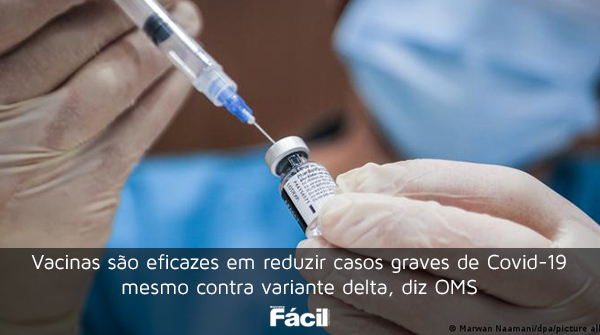 Vacinas são eficazes em reduzir casos graves de Covid-19
mesmo contra variante delta, diz OMS
Fácil
© Marwan Naamani/dpa/picture al